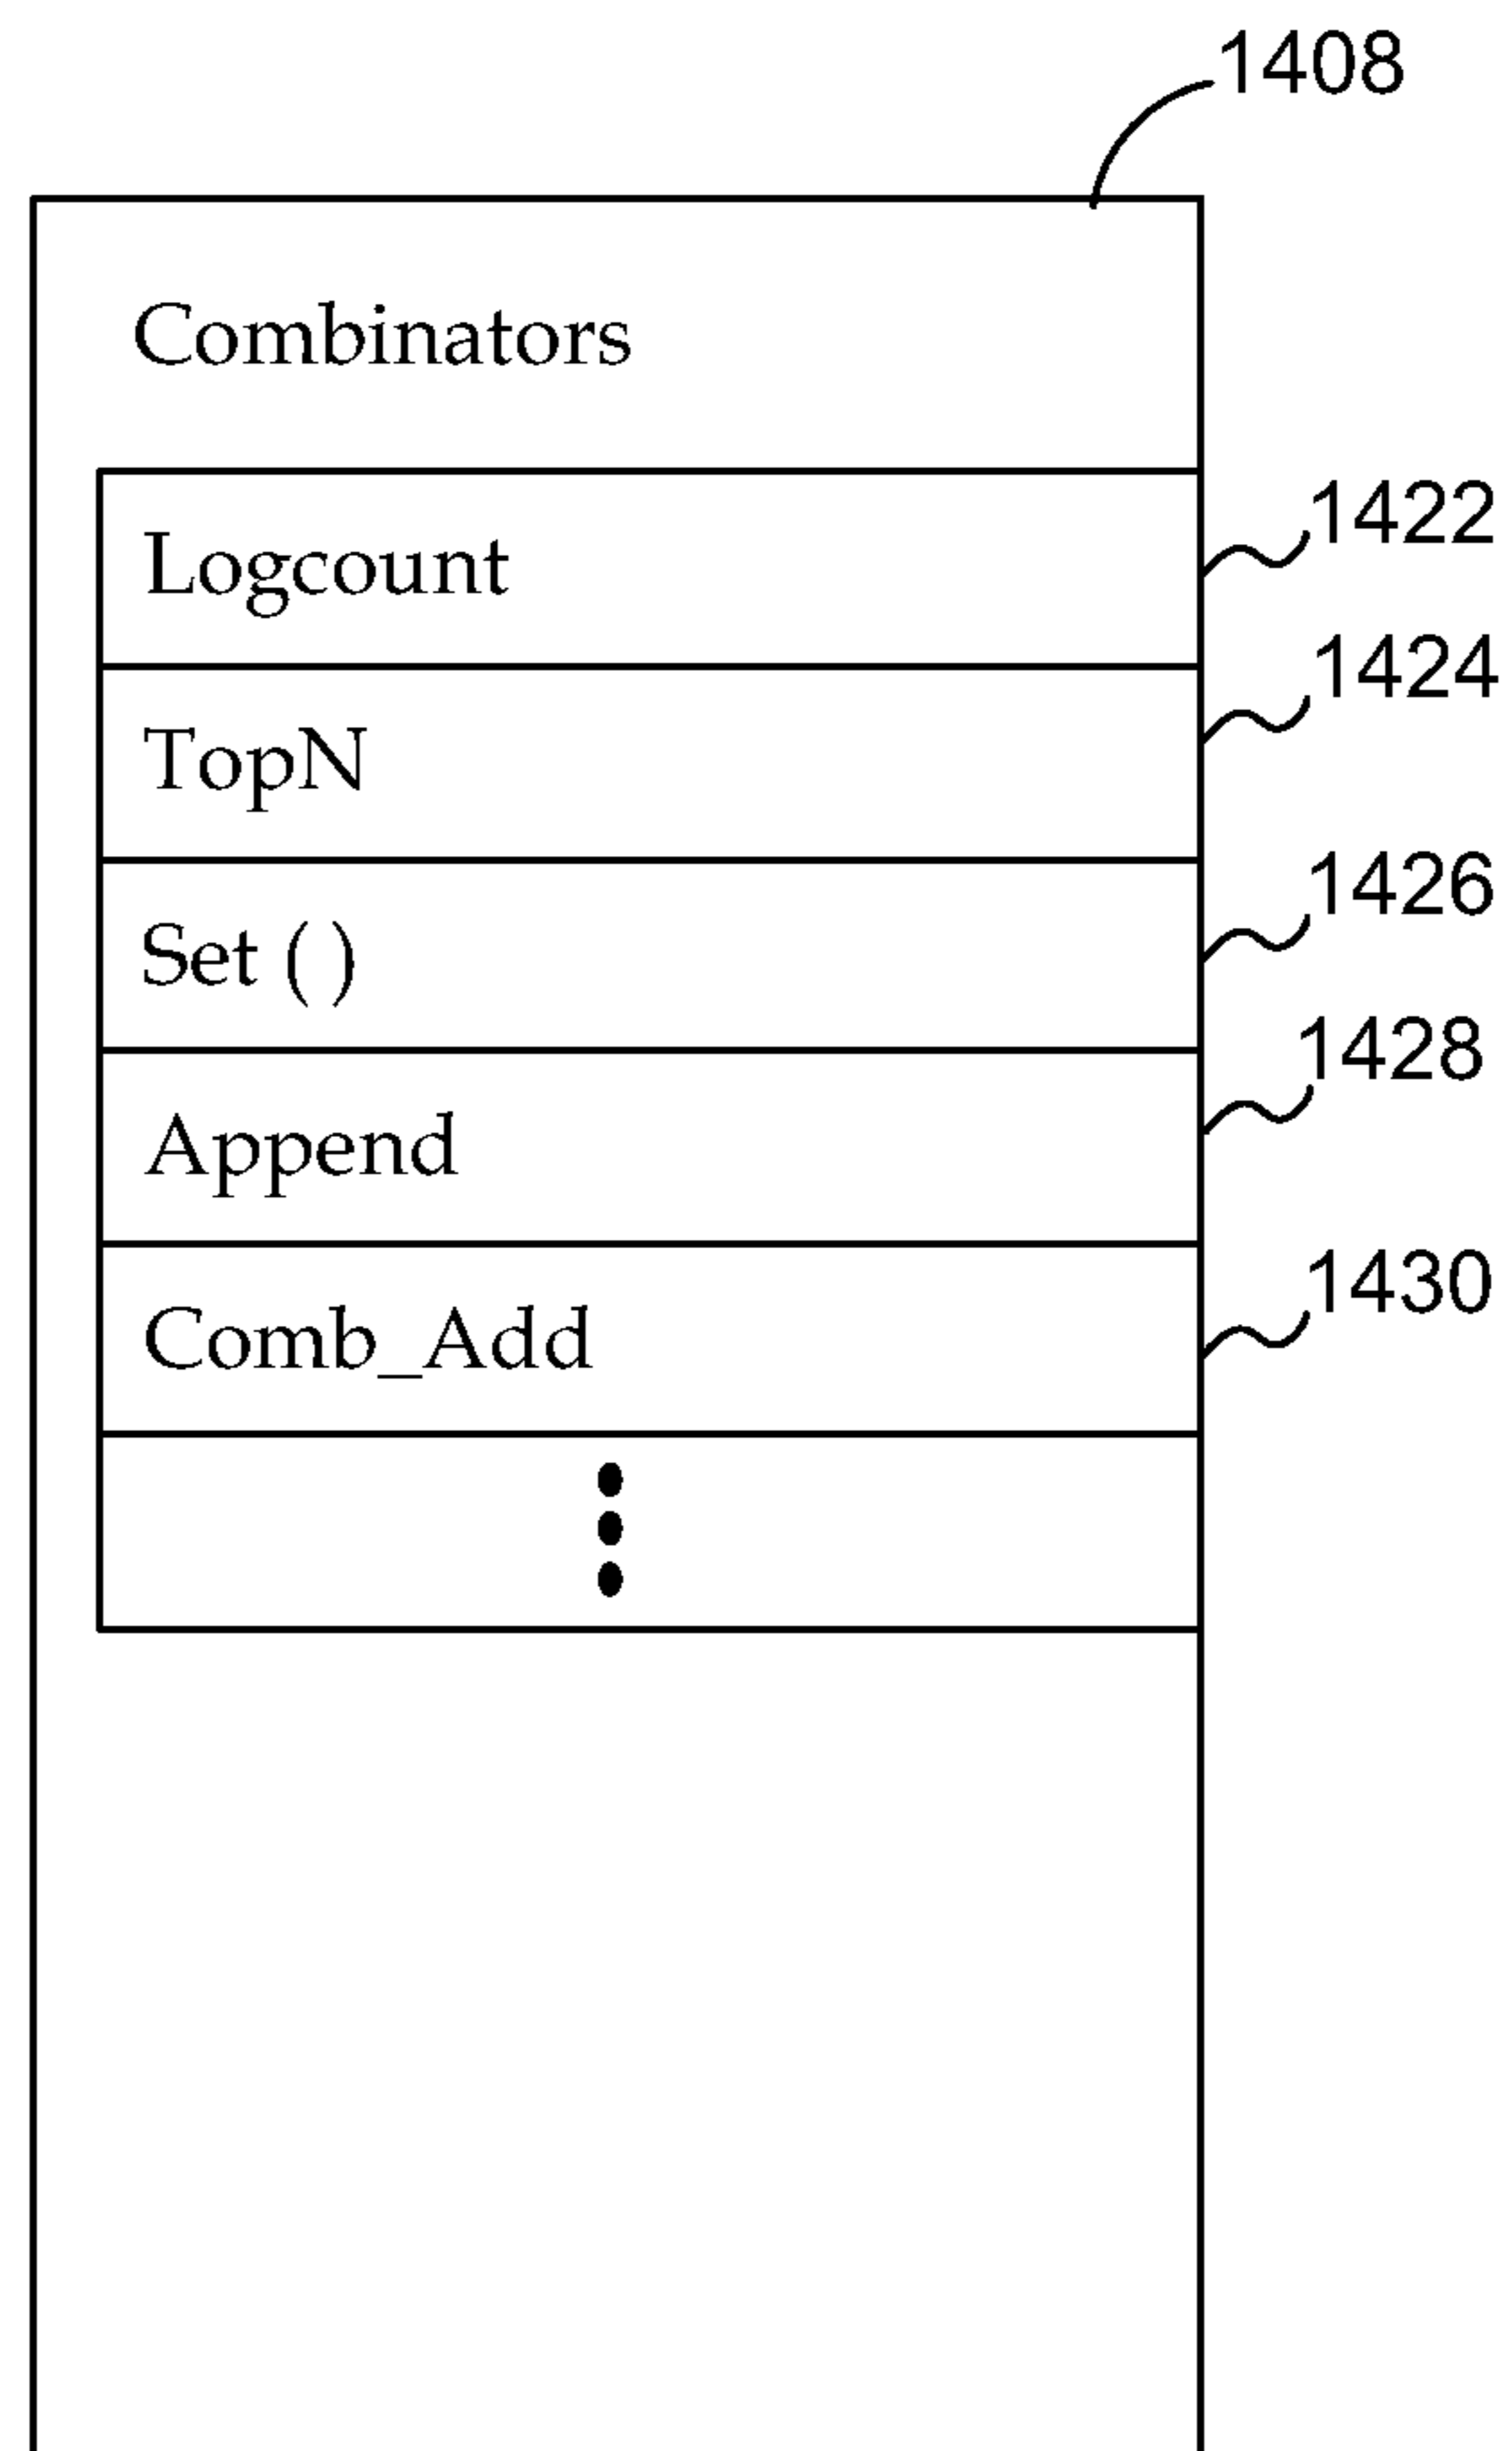 1408
Combinators
Logcount
1422
TopN
1424
Set ( )
1426
Append
1428
Comb_Add
1430